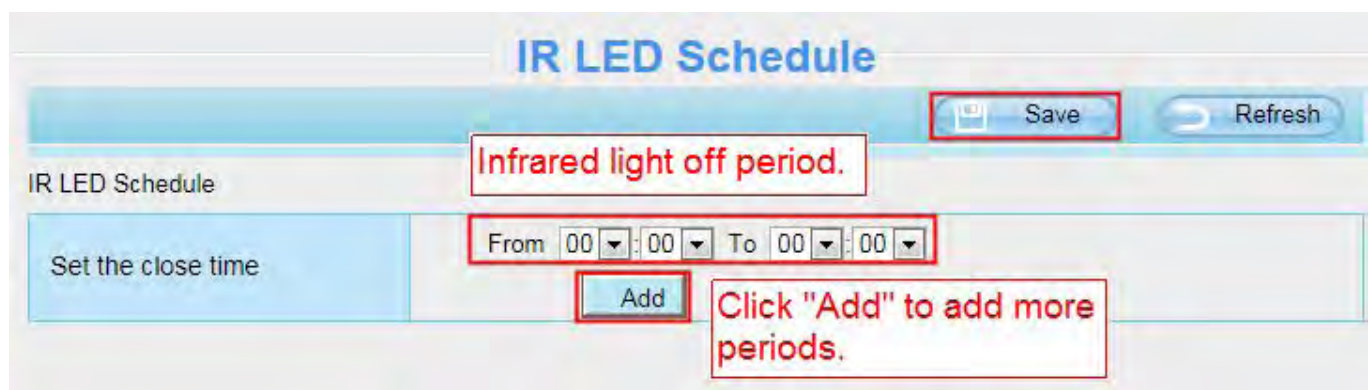 IR LED Schedule
Save Refresh
Infrared light off period.
IR LED Schedule
Set the close time
From 00 : 00 To 00 : 00
Add
Click "Add" to add more
periods.